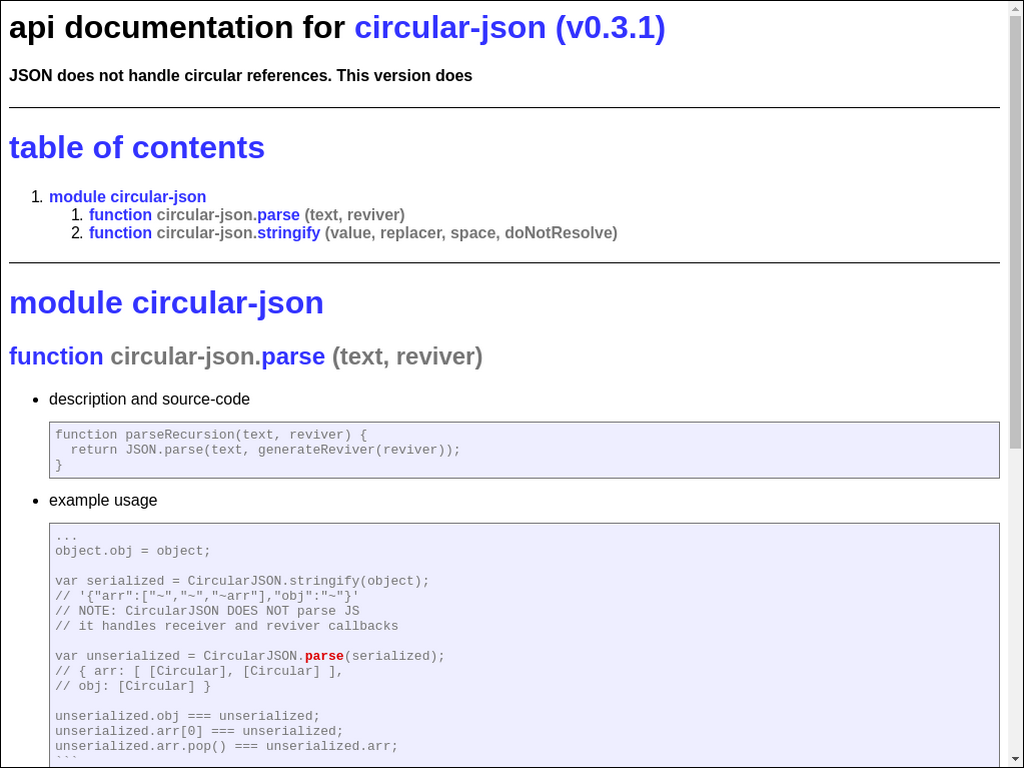 api documentation for circular-json (v0.3.1)
JSON does not handle circular references. This version does
table of contents
1. module circular-json
1. function circular-json.parse (text, reviver)
2. function circular-json.stringify (value, replacer, space, doNotResolve)
module circular-json
function circular-json.parse (text, reviver)
• description and source-code
function parseRecursion(text, reviver) {
  return JSON.parse(text, generateReviver(reviver));
}
• example usage
...
object.obj = object;

var serialized = CircularJSON.stringify(object);
// '{"arr":["~","~","~arr"],"obj":"~"}'
// NOTE: CircularJSON DOES NOT parse JS
// it handles receiver and reviver callbacks

var unserialized = CircularJSON.parse(serialized);
// { arr: [ [Circular], [Circular] ],
// obj: [Circular] }

unserialized.obj === unserialized;
unserialized.arr[0] === unserialized;
unserialized.arr.pop() === unserialized.arr;
```